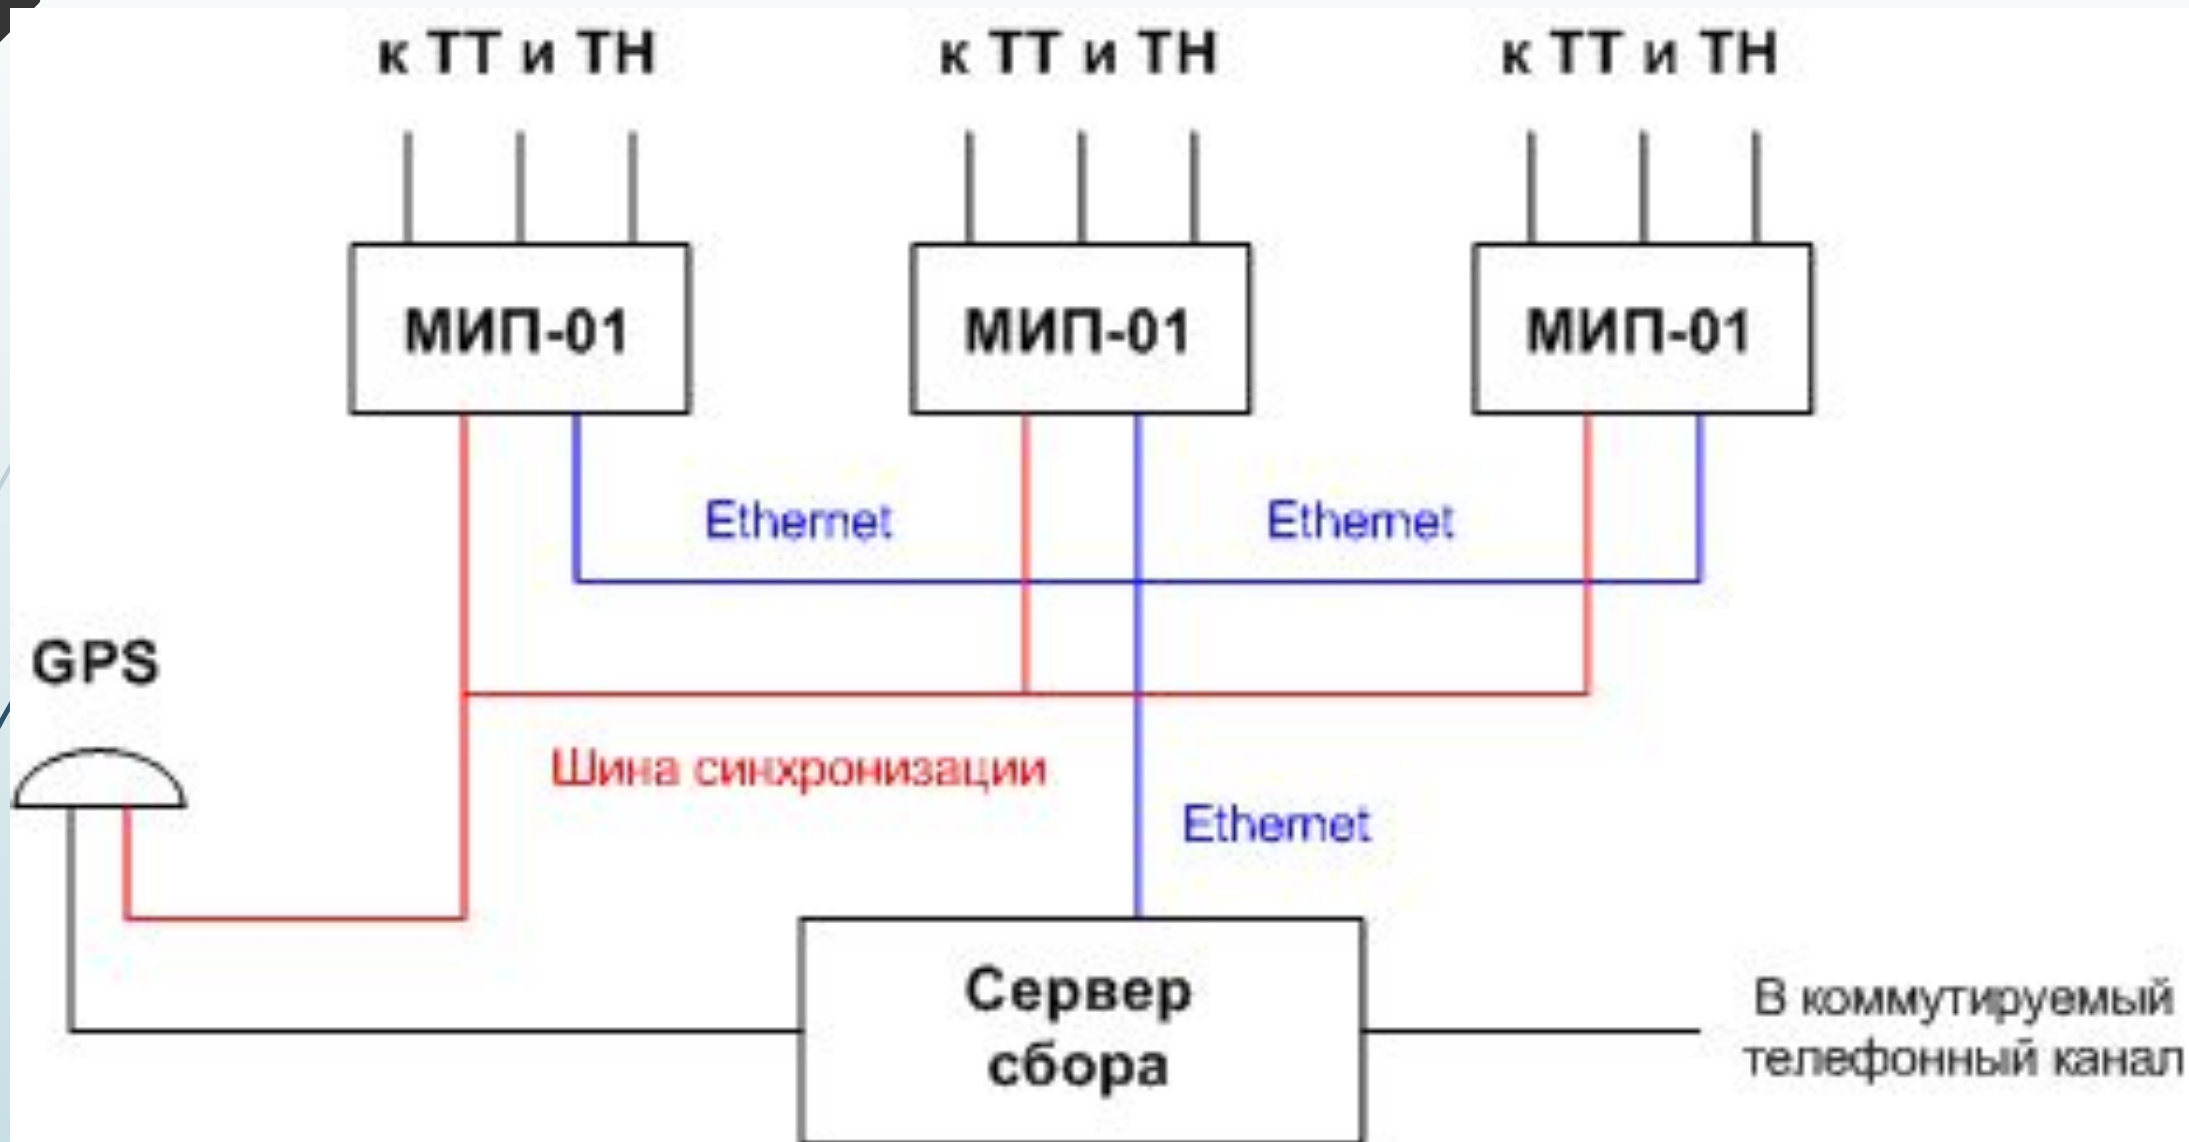 к ТТ и ТН
к ТТ и ТН
к ТТ и ТН
МИП-01
МИП-01
МИП-01
Ethernet
Ethernet
GPS
Шина синхронизации
Ethernet
Сервер
сбора
В коммутируемый
телефонный канал